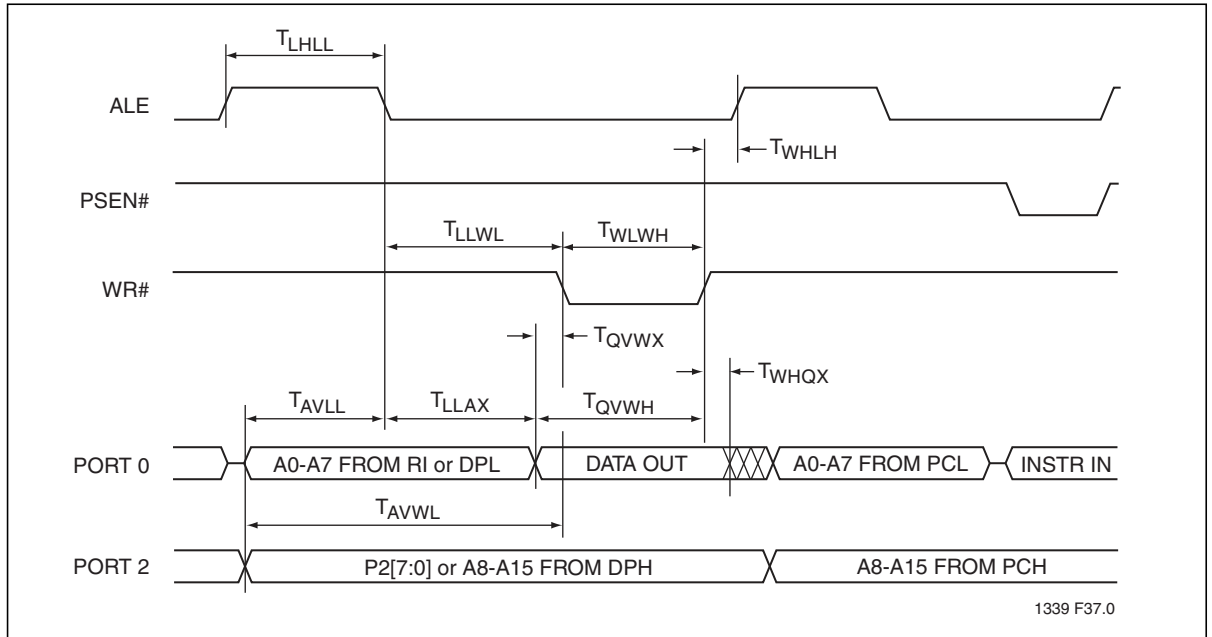 TLHLL
ALE
TWHLH
PSEN#
TLLWL TWLWH
WR#
TQVWX
TWHQX
TAVLL TLLAX TQVWH
PORT 0 A0-A7 FROM RI or DPL DATA OUT A0-A7 FROM PCL INSTR IN
TAVWL
PORT 2 P2[7:0] or A8-A15 FROM DPH A8-A15 FROM PCH
1339 F37.0